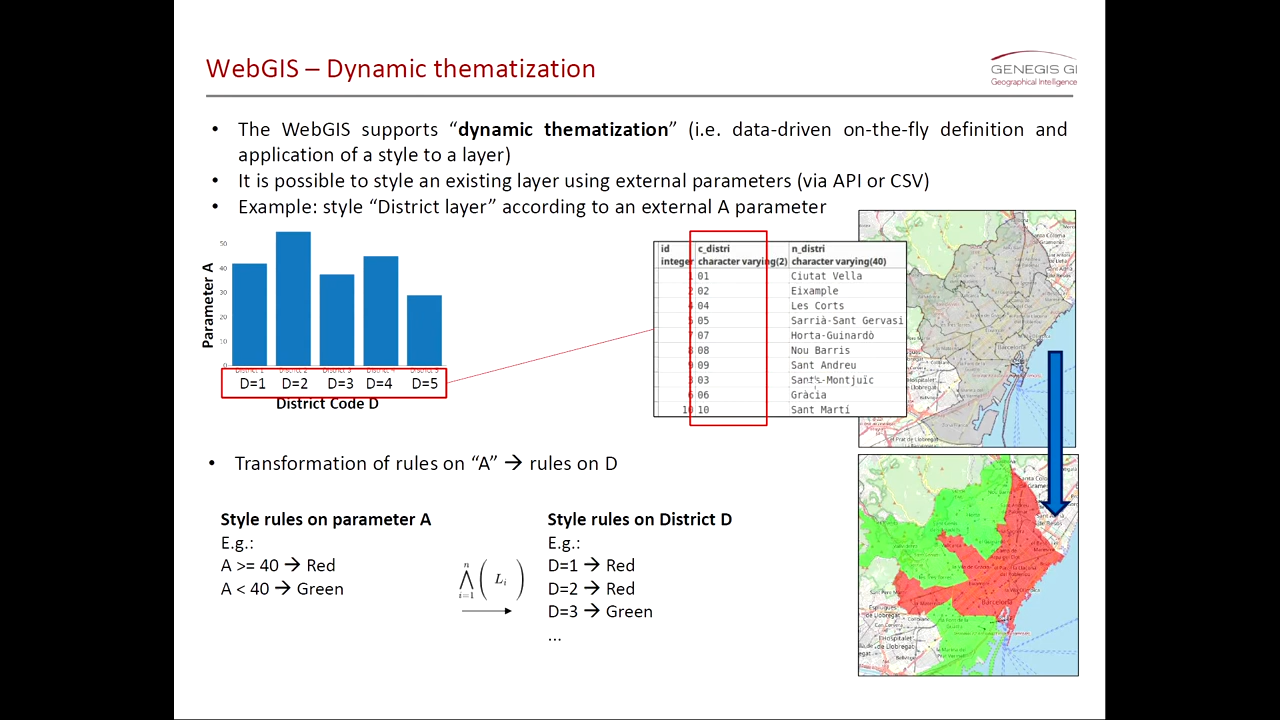 WebGIS – Dynamic thematization
GENEGIS GI
Geographical Intelligence
• The WebGIS supports “dynamic thematization” (i.e. data-driven on-the-fly definition and
application of a style to a layer)
• It is possible to style an existing layer using external parameters (via API or CSV)
• Example: style “District layer” according to an external A parameter
50
40
30
20
10
0
Parameter A
D=1 D=2 D=3 D=4 D=5
District Code D
id c_distri n_distri
integer character varying(2) character varying(40)
1 01 Ciutat Vella
2 02 Eixample
4 04 Les Corts
5 05 Sarrià-Sant Gervasi
7 07 Horta-Guinardò
8 08 Nou Barris
9 09 Sant Andreu
3 03 Sants-Montjuïc
6 06 Gràcia
10 10 Sant Martí
Barcelona
• Transformation of rules on “A” → rules on D
Style rules on parameter A
E.g.:
A >= 40 → Red
A < 40 → Green
n
⋀ ( L_i )
i=1
Style rules on District D
E.g.:
D=1 → Red
D=2 → Red
D=3 → Green
...
Barcelona
l'Hospitalet
de Llobregat